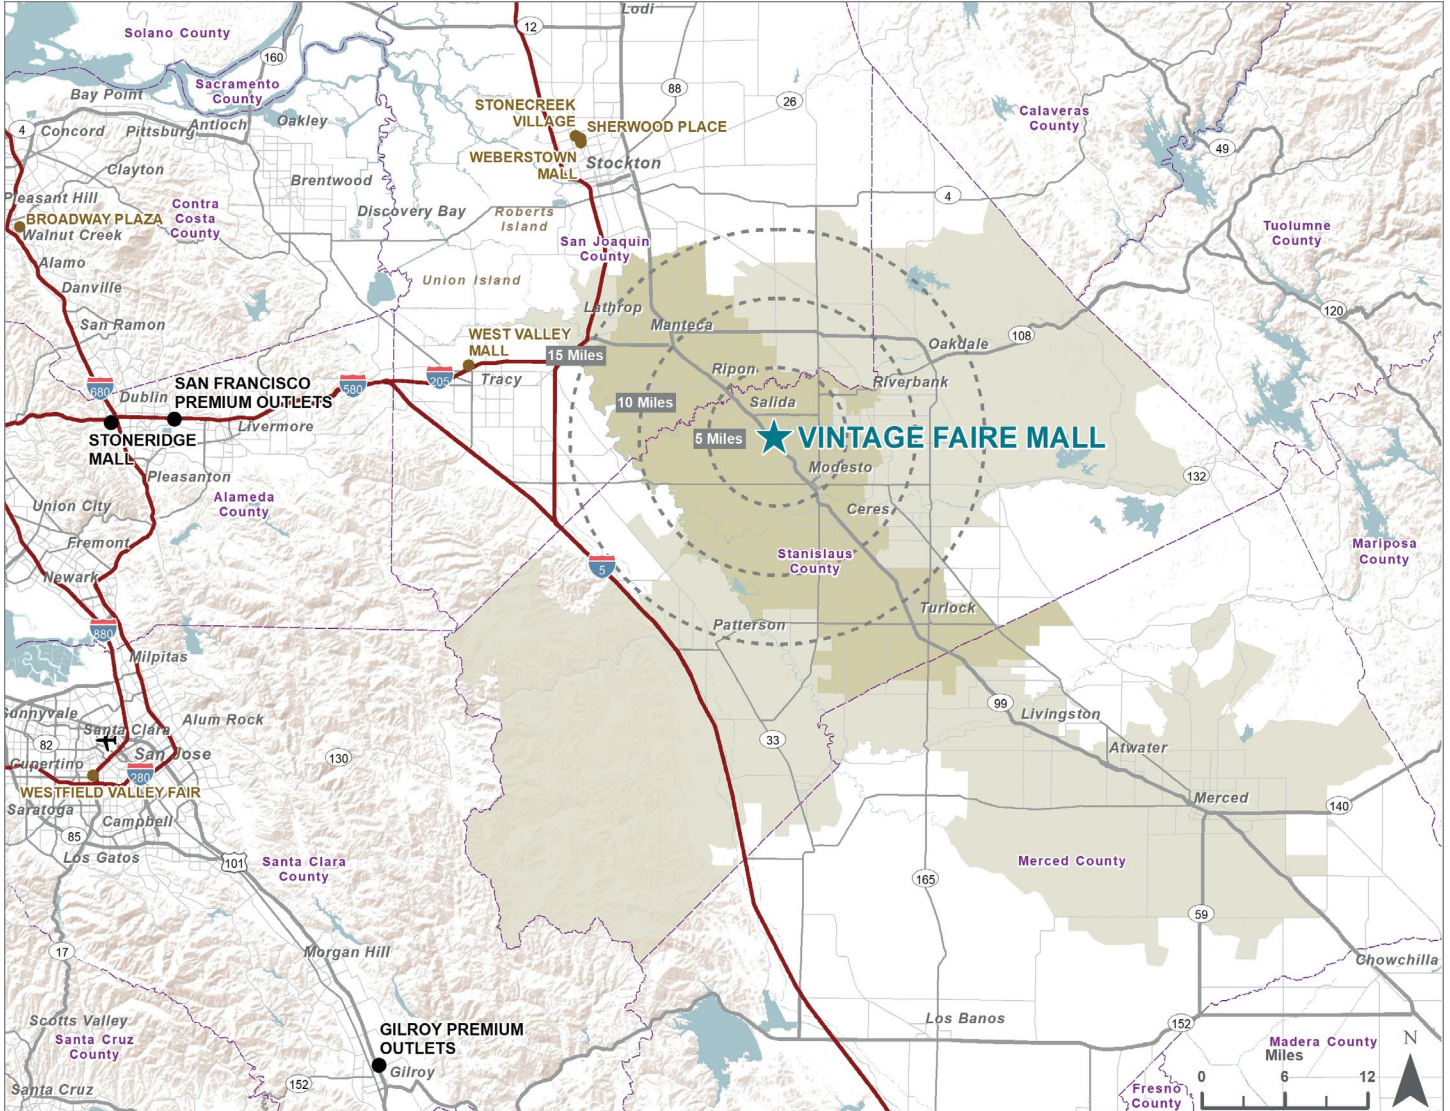 Lodi
12
Solano County
160
Sacramento
County
88
26
Bay Point
STONECREEK
VILLAGE
SHERWOOD PLACE
Calaveras
County
4
Concord
Pittsburg
Antioch
Oakley
49
WEBERSTOWN
MALL
Stockton
Clayton
Brentwood
Pleasant Hill
4
Contra
Costa
County
Discovery Bay
Roberts
Island
BROADWAY PLAZA
Walnut Creek
San Joaquin
County
Tuolumne
County
Alamo
Union Island
Danville
Lathrop
120
San Ramon
Manteca
108
WEST VALLEY
MALL
Oakdale
15 Miles
Ripon
680
SAN FRANCISCO
PREMIUM OUTLETS
580
205
Tracy
Riverbank
Dublin
10 Miles
Salida
Livermore
STONERIDGE
MALL
5 Miles
VINTAGE FAIRE MALL
Pleasanton
Modesto
132
Alameda
County
Union City
Ceres
Fremont
Stanislaus
County
Mariposa
County
Newark
5
Turlock
880
Patterson
Milpitas
99
Livingston
Sunnyvale
Alum Rock
Santa Clara
33
82
San Jose
130
Atwater
Cupertino
280
WESTFIELD VALLEY FAIR
Merced
140
Saratoga
Campbell
85
Los Gatos
101
Santa Clara
County
Merced County
165
59
17
Morgan Hill
Chowchilla
Scotts Valley
Santa Cruz
County
GILROY PREMIUM
OUTLETS
Los Banos
152
Madera County
N
Miles
Gilroy
152
Santa Cruz
0
6
12
Fresno
County